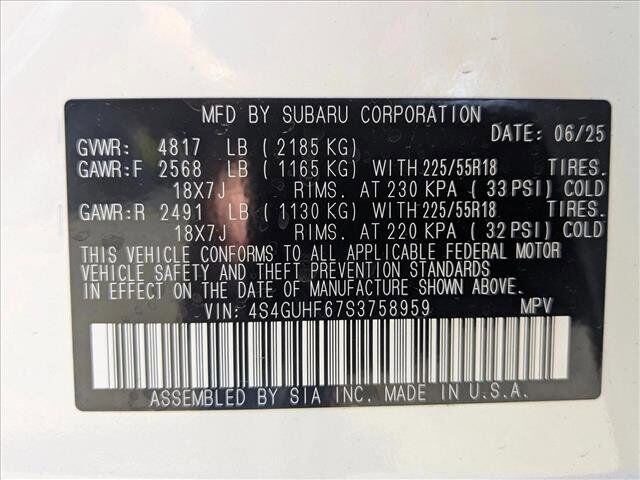 MFD BY SUBARU CORPORATION
DATE: 06/25
GVWR: 4817 LB (2185 KG)
GAWR:F 2568 LB (1165 KG) WITH 225/55R18 TIRES.
18X7J RIMS. AT 230 KPA (33 PSI) COLD
GAWR:R 2491 LB (1130 KG) WITH 225/55R18 TIRES.
18X7J RIMS. AT 220 KPA (32 PSI) COLD
THIS VEHICLE CONFORMS TO ALL APPLICABLE FEDERAL MOTOR
VEHICLE SAFETY AND THEFT PREVENTION STANDARDS
IN EFFECT ON THE DATE OF MANUFACTURE SHOWN ABOVE.
VIN: 4S4GUHF67S3758959 MPV
ASSEMBLED BY SIA INC. MADE IN U.S.A.